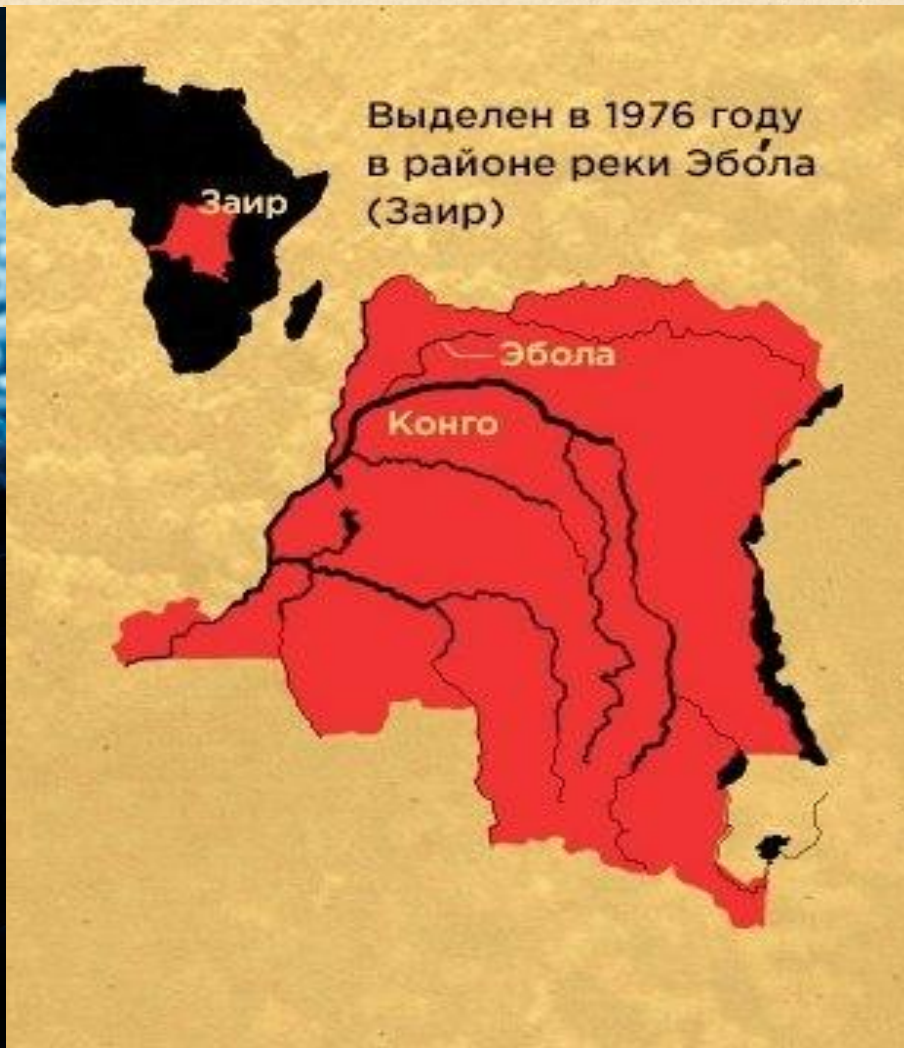 Выделен в 1976 году
в районе реки Эбо́ла
(Заир)
Заир
Эбола
Конго